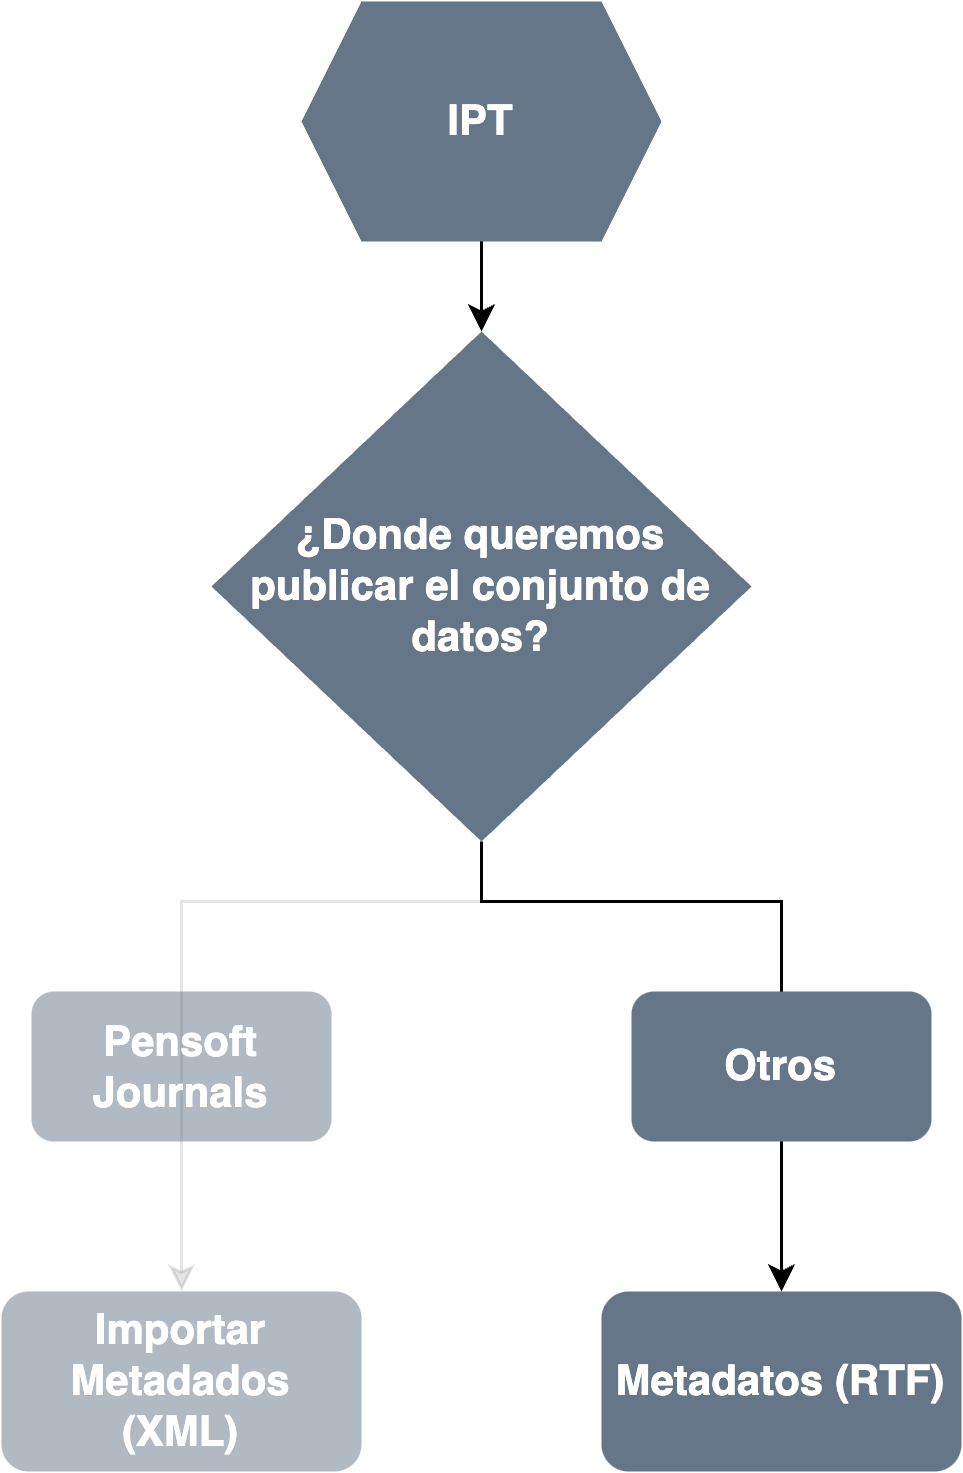 IPT
¿Donde queremos
publicar el conjunto de
datos?
Pensoft
Journals
Otros
Importar
Metadados
(XML)
Metadatos (RTF)